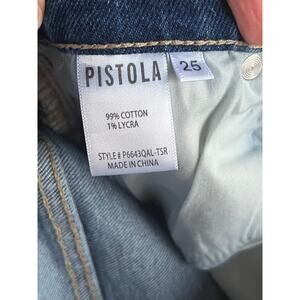 PISTOLA
25
99% COTTON
1% LYCRA
STYLE # P6643QAL-TSR
MADE IN CHINA